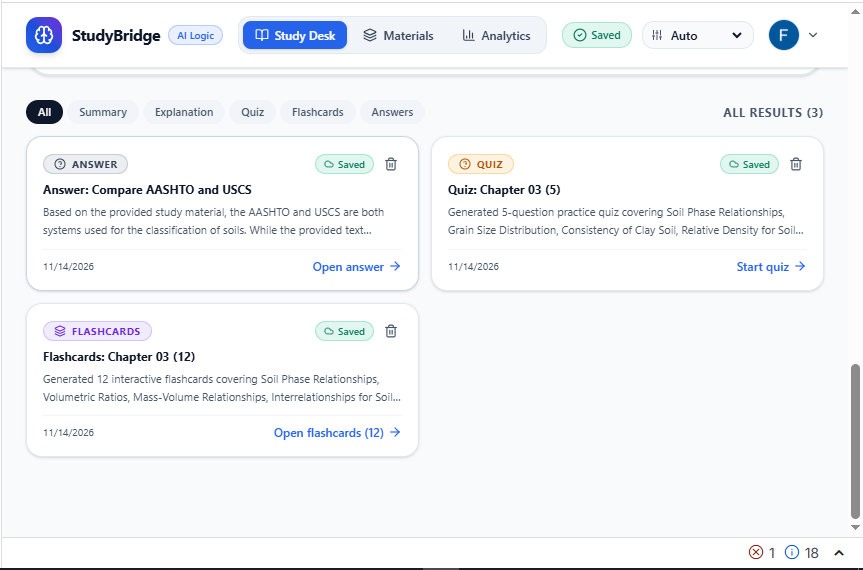 StudyBridge AI Logic Study Desk Materials Analytics Saved Auto F
All Summary Explanation Quiz Flashcards Answers ALL RESULTS (3)
ANSWER Saved
Answer: Compare AASHTO and USCS
Based on the provided study material, the AASHTO and USCS are both
systems used for the classification of soils. While the provided text...
11/14/2026 Open answer
QUIZ Saved
Quiz: Chapter 03 (5)
Generated 5-question practice quiz covering Soil Phase Relationships,
Grain Size Distribution, Consistency of Clay Soil, Relative Density for Soil...
11/14/2026 Start quiz
FLASHCARDS Saved
Flashcards: Chapter 03 (12)
Generated 12 interactive flashcards covering Soil Phase Relationships,
Volumetric Ratios, Mass-Volume Relationships, Interrelationships for Soil...
11/14/2026 Open flashcards (12)
1 18